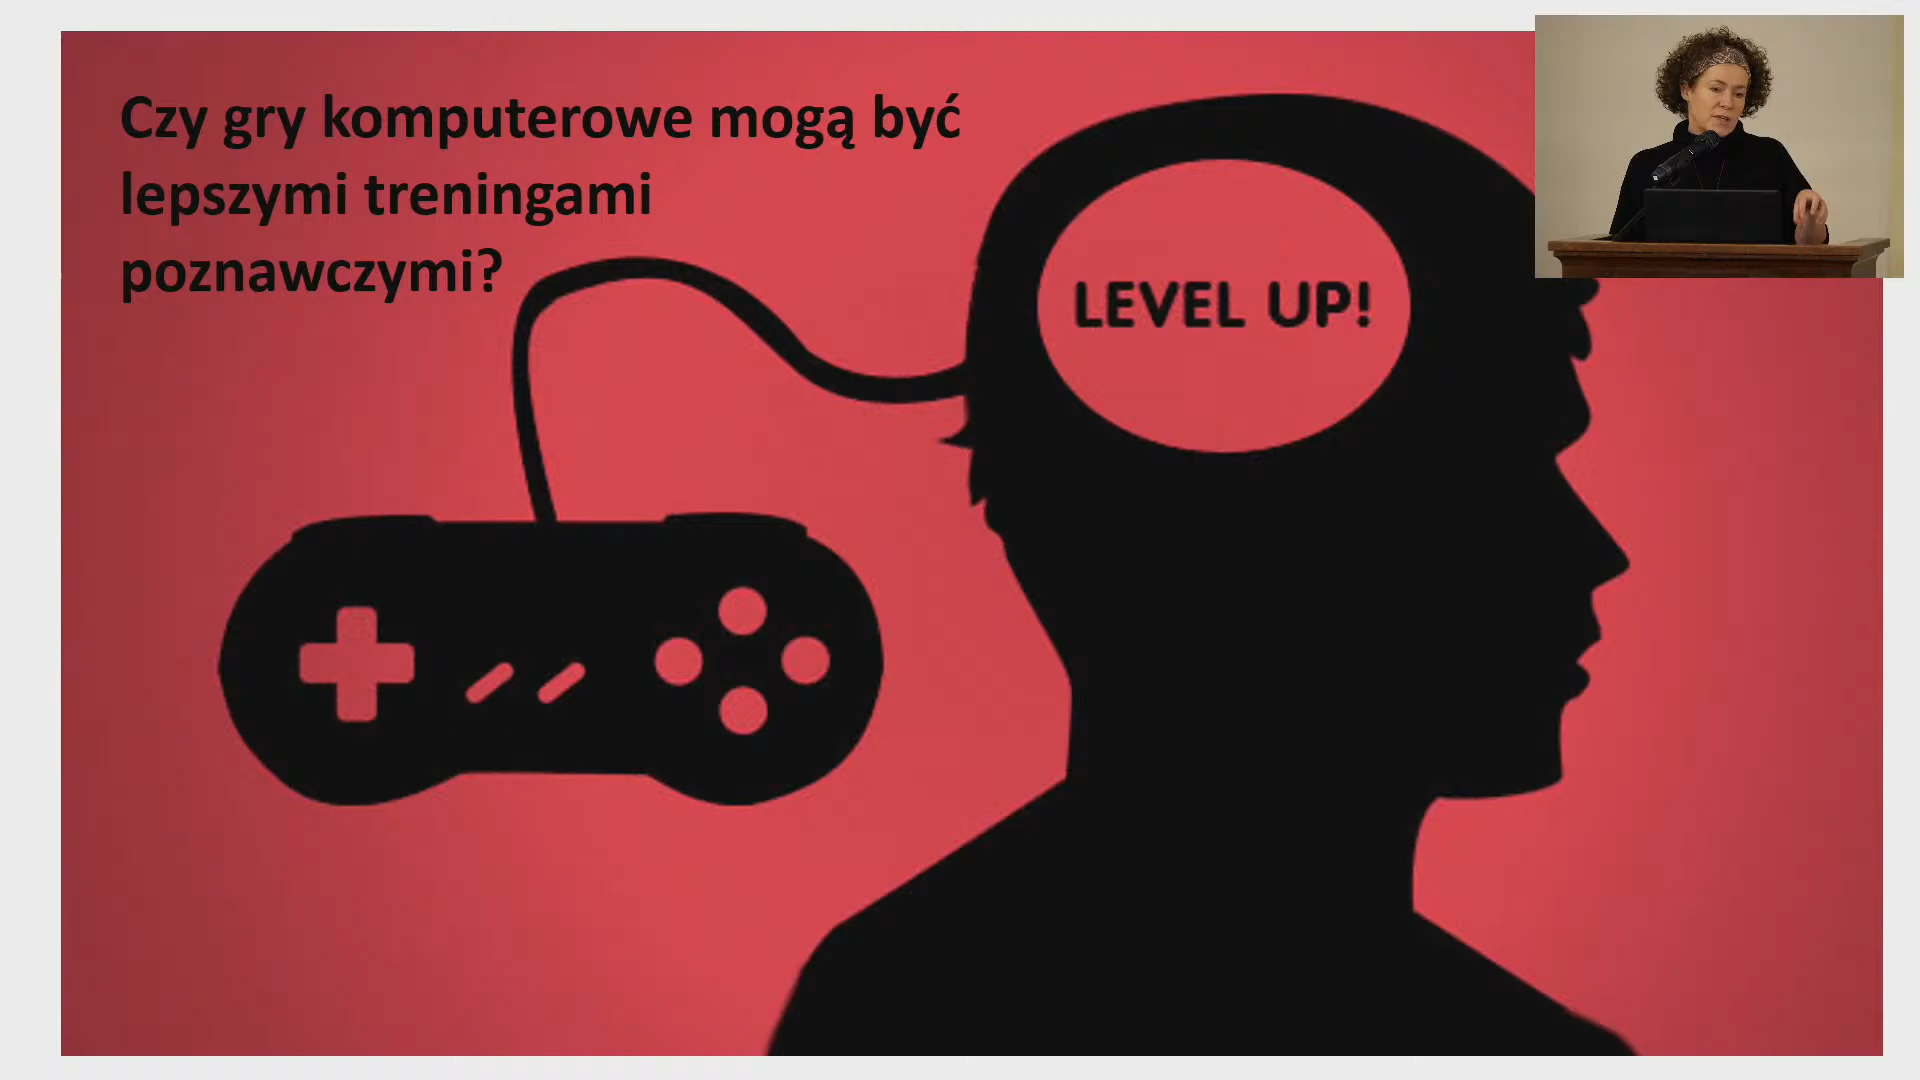 Czy gry komputerowe mogą być
lepszymi treningami
poznawczymi?
LEVEL UP!